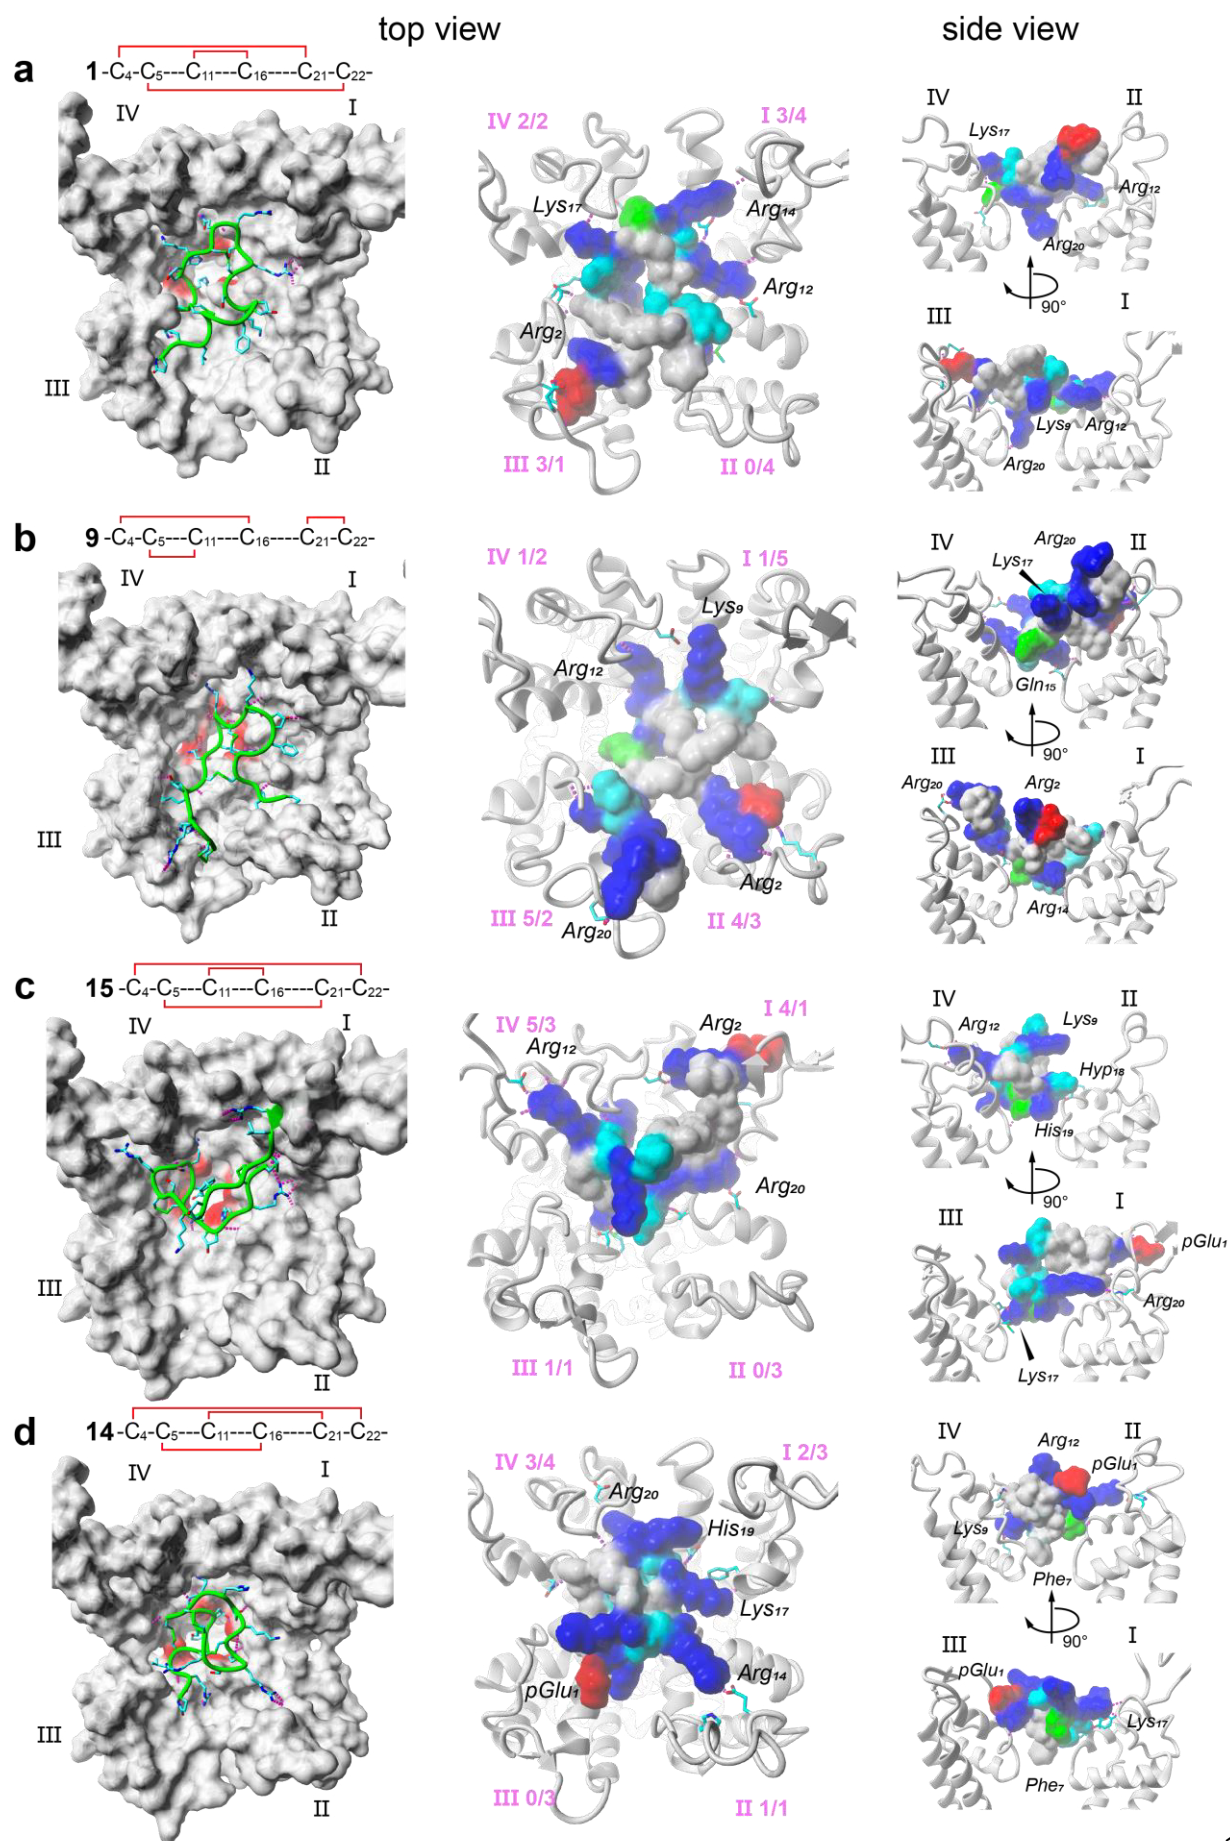 top view
side view
a
1 -C4-C5---C11----C16-----C21-C22-
IV
I
III
II
IV 2/2
I 3/4
Lys17
Arg14
Arg12
Arg2
III 3/1
II 0/4
IV
II
Lys17
Arg12
Arg20
90°
III
I
Lys9
Arg12
Arg20
b
9 -C4-C5----C11-----C16-----C21-C22-
IV
I
III
II
IV 1/2
I 1/5
Lys9
Arg12
Arg2
III 5/2
II 4/3
Arg20
IV
Arg20
II
Lys17
Gln15
90°
III
I
Arg20
Arg2
Arg14
c
15 -C4-C5----C11----C16-----C21--C22-
IV
I
III
II
IV 5/3
Arg2
I 4/1
Arg12
Arg20
III 1/1
II 0/3
IV
II
Arg12
Lys9
Hyp18
His19
90°
III
I
pGlu1
Arg20
Lys17
d
14 -C4-C5----C11----C16-----C21--C22-
IV
I
III
II
IV 3/4
I 2/3
Arg20
His19
Lys17
Arg14
pGlu1
III 0/3
II 1/1
IV
Arg12
II
pGlu1
Lys9
Phe7
90°
III
I
pGlu1
Lys17
Phe7